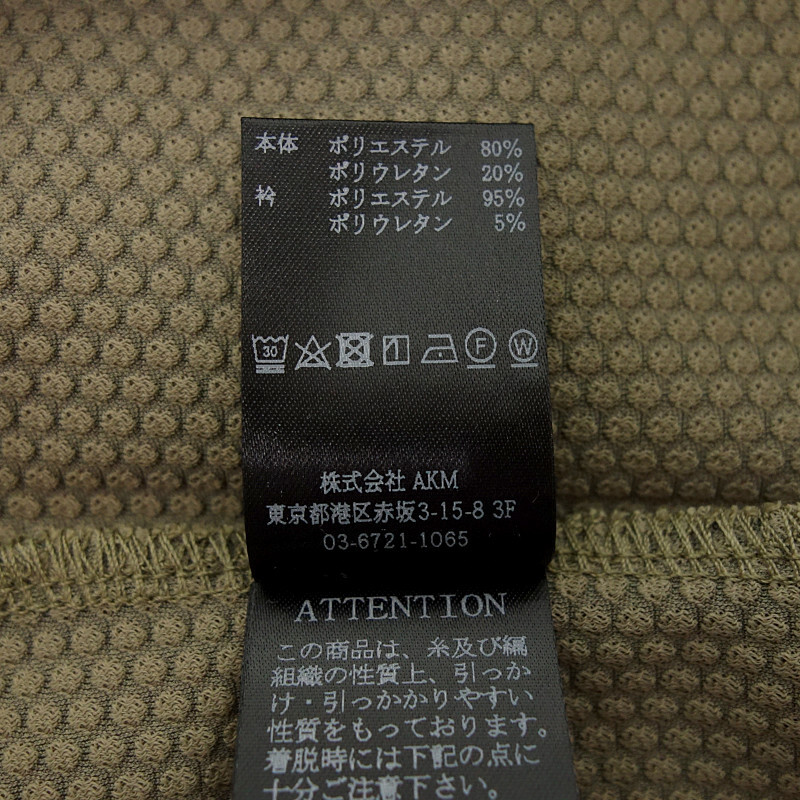 本体 ポリエステル 80%
ポリウレタン 20%
衿 ポリエステル 95%
ポリウレタン 5%
30 F W
株式会社 AKM
東京都港区赤坂3-15-8 3F
03-6721-1065
ATTENTION
この商品は、糸及び編
組織の性質上、引っか
け・引っかかりやすい
性質をもっております。
着脱時には下記の点に
十分ご注意下さい。